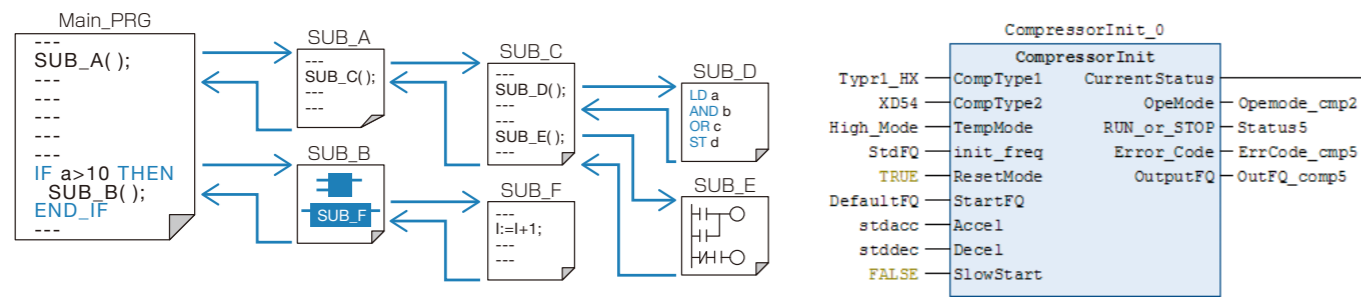 Main_PRG
---
SUB_A( );
---
---
---
---
---
IF a>10 THEN
SUB_B( );
END_IF
---
SUB_A
---
SUB_C( );
---
---
SUB_B
SUB_F
SUB_C
---
SUB_D( );
---
---
SUB_E( );
---
SUB_F
---
I:=I+1;
---
---
SUB_D
LD a
AND b
OR c
ST d
SUB_E
CompressorInit_0
CompressorInit
Typr1_HX CompType1 CurrentStatus
XD54 CompType2 OpeMode Opemode_cmp2
High_Mode TempMode RUN_or_STOP Status5
StdFQ init_freq Error_Code ErrCode_cmp5
TRUE ResetMode OutputFQ OutFQ_comp5
DefaultFQ StartFQ
stdacc Accel
stddec Decel
FALSE SlowStart